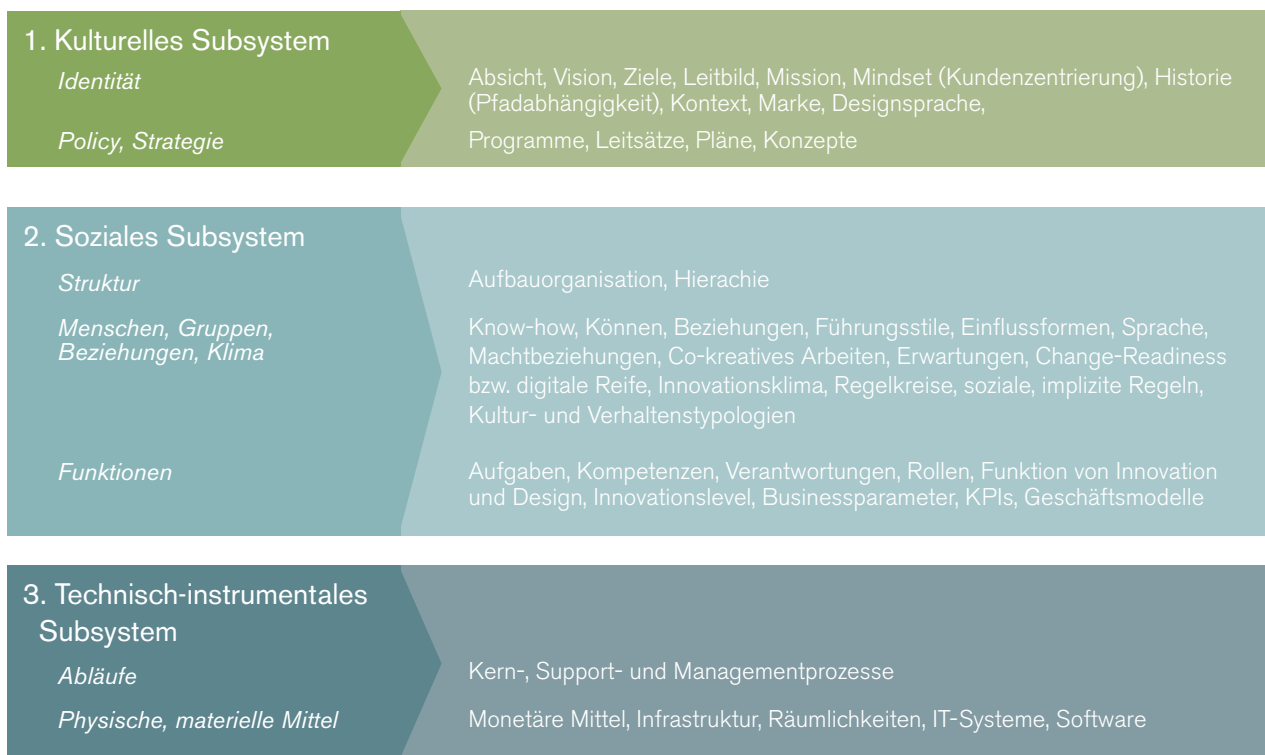 1. Kulturelles Subsystem
Identität
Absicht, Vision, Ziele, Leitbild, Mission, Mindset (Kundenzentrierung), Historie
(Pfadabhängigkeit), Kontext, Marke, Designsprache,
Policy, Strategie
Programme, Leitsätze, Pläne, Konzepte
2. Soziales Subsystem
Struktur
Aufbauorganisation, Hierachie
Menschen, Gruppen,
Beziehungen, Klima
Know-how, Können, Beziehungen, Führungsstile, Einflussformen, Sprache,
Machtbeziehungen, Co-kreatives Arbeiten, Erwartungen, Change-Readiness
bzw. digitale Reife, Innovationsklima, Regelkreise, soziale, implizite Regeln,
Kultur- und Verhaltenstypologien
Funktionen
Aufgaben, Kompetenzen, Verantwortungen, Rollen, Funktion von Innovation
und Design, Innovationslevel, Businessparameter, KPIs, Geschäftsmodelle
3. Technisch-instrumentales
Subsystem
Abläufe
Kern-, Support- und Managementprozesse
Physische, materielle Mittel
Monetäre Mittel, Infrastruktur, Räumlichkeiten, IT-Systeme, Software